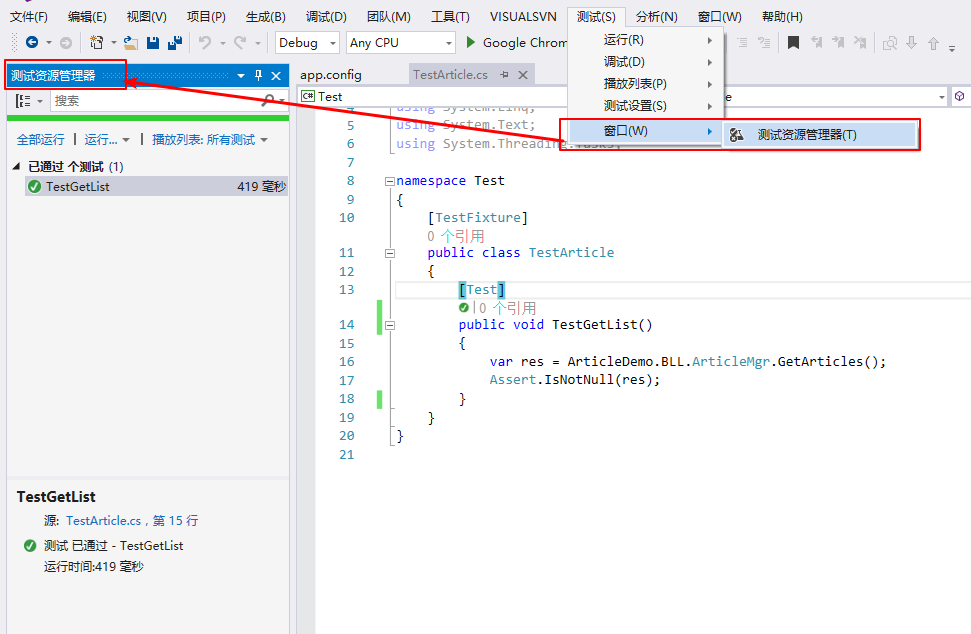 文件(F) 编辑(E) 视图(V) 项目(P) 生成(B) 调试(D) 团队(M) 工具(T) VISUALSVN 测试(S) 分析(N) 窗口(W) 帮助(H)
Debug Any CPU Google Chrom
运行(R)
调试(D)
播放列表(P)
测试设置(S)
窗口(W)
测试资源管理器(T)
测试资源管理器
搜索
全部运行 | 运行... | 播放列表: 所有测试
已通过 个测试 (1)
TestGetList 419 毫秒
TestGetList
源: TestArticle.cs，第 15 行
测试 已通过 - TestGetList
运行时间:419 毫秒
app.config TestArticle.cs
C# Test
4 using System.Linq;
5 using System.Text;
6 using System.Threading.Tasks;
7
8 namespace Test
9 {
10 [TestFixture]
0 个引用
11 public class TestArticle
12 {
13 [Test]
| 0 个引用
14 public void TestGetList()
15 {
16 var res = ArticleDemo.BLL.ArticleMgr.GetArticles();
17 Assert.IsNotNull(res);
18 }
19 }
20 }
21